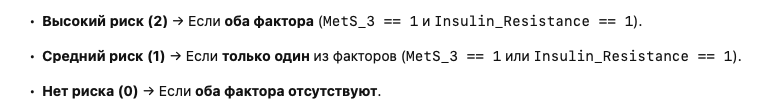 • Высокий риск (2) → Если оба фактора (MetS_3 == 1 и Insulin_Resistance == 1).
• Средний риск (1) → Если только один из факторов (MetS_3 == 1 или Insulin_Resistance == 1).
• Нет риска (0) → Если оба фактора отсутствуют.